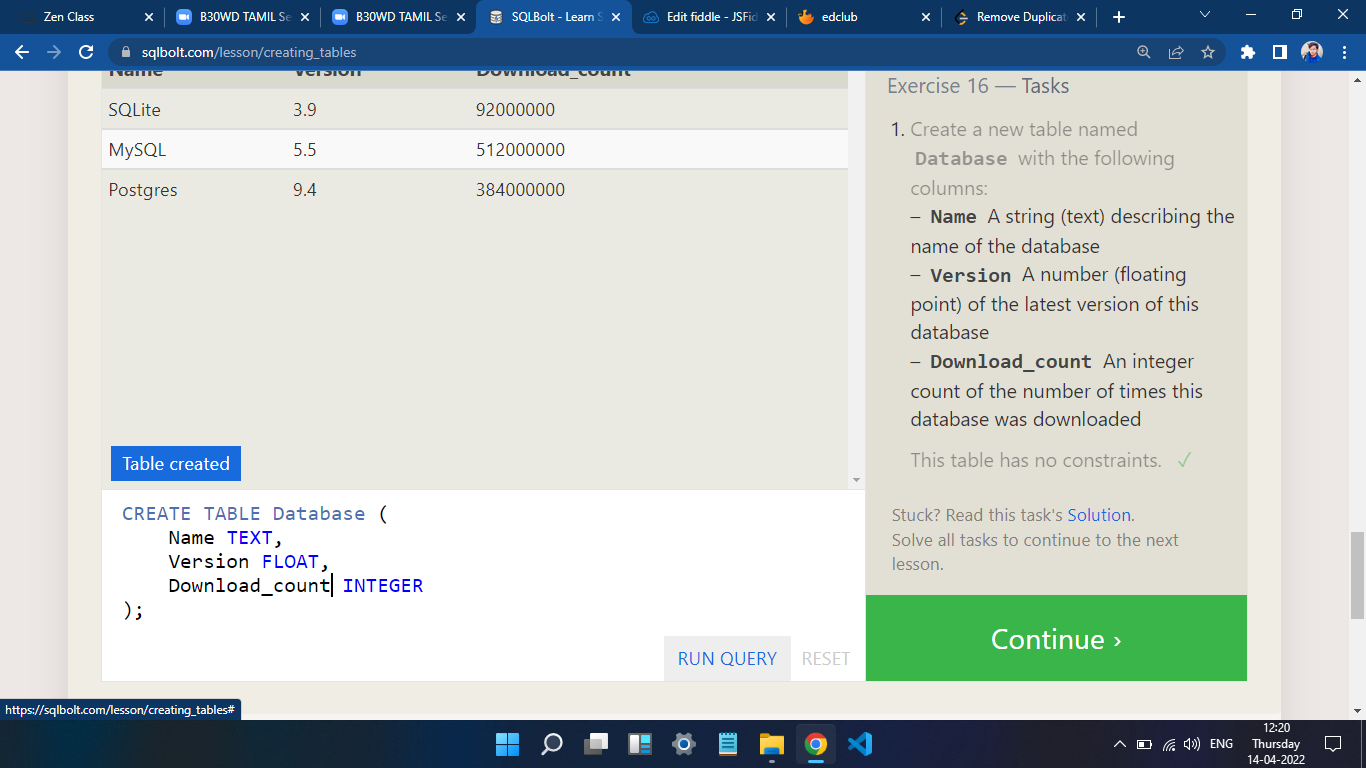 Zen Class
B30WD TAMIL Se
B30WD TAMIL Se
SQLBolt - Learn S
Edit fiddle - JSFid
edclub
Remove Duplicat
sqlbolt.com/lesson/creating_tables
Name Version Download_count
SQLite 3.9 92000000
MySQL 5.5 512000000
Postgres 9.4 384000000
Table created
CREATE TABLE Database (
Name TEXT,
Version FLOAT,
Download_count INTEGER
);
RUN QUERY RESET
Exercise 16 — Tasks
1. Create a new table named
Database with the following
columns:
– Name A string (text) describing the
name of the database
– Version A number (floating
point) of the latest version of this
database
– Download_count An integer
count of the number of times this
database was downloaded
This table has no constraints. ✓
Stuck? Read this task's Solution.
Solve all tasks to continue to the next
lesson.
Continue ›
https://sqlbolt.com/lesson/creating_tables#
ENG
12:20
Thursday
14-04-2022